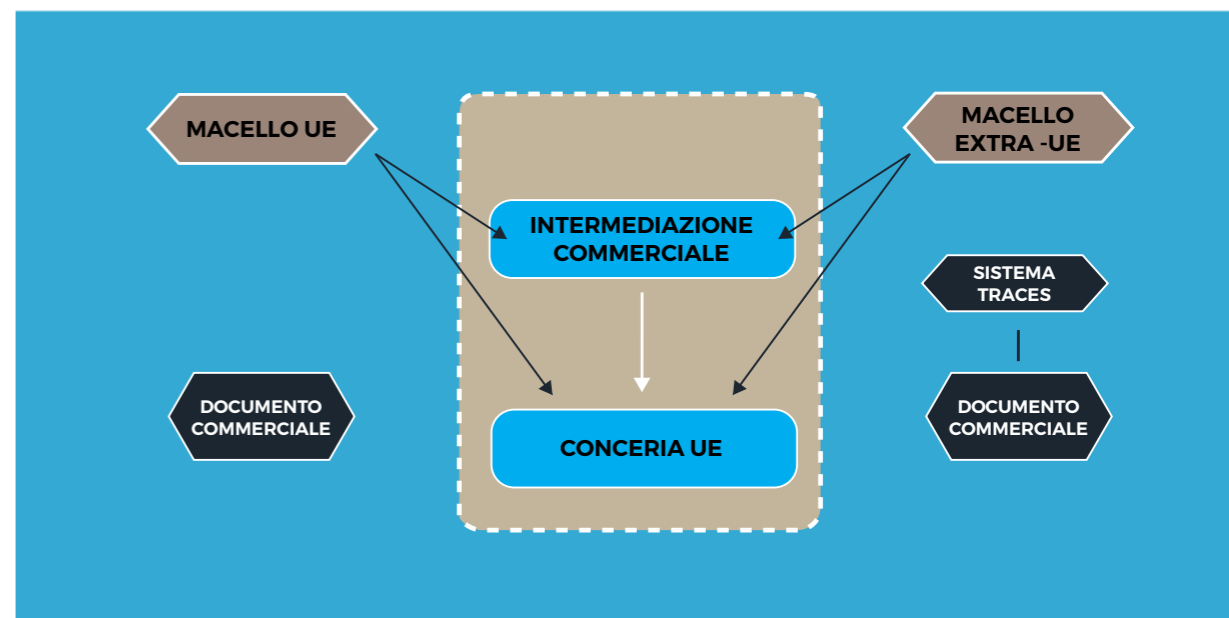 MACELLO UE
MACELLO
EXTRA -UE
INTERMEDIAZIONE
COMMERCIALE
SISTEMA
TRACES
DOCUMENTO
COMMERCIALE
CONCERIA UE
DOCUMENTO
COMMERCIALE